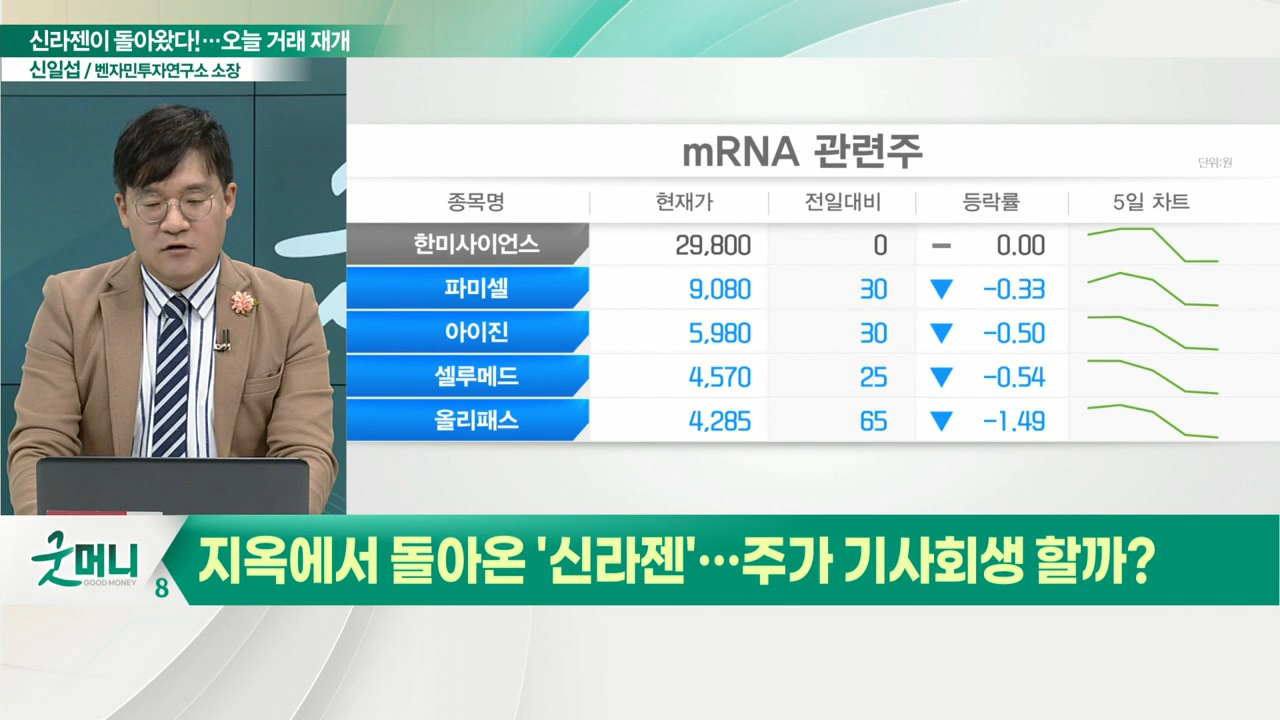 신라젠이 돌아왔다!…오늘 거래 재개
신일섭 / 벤자민투자연구소 소장
mRNA 관련주
단위:원
종목명 현재가 전일대비 등락률 5일 차트
한미사이언스 29,800 0 – 0.00
파미셀 9,080 30 ▼ -0.33
아이진 5,980 30 ▼ -0.50
셀루메드 4,570 25 ▼ -0.54
올리패스 4,285 65 ▼ -1.49
굿머니
GOOD MONEY
8
지옥에서 돌아온 '신라젠'…주가 기사회생 할까?